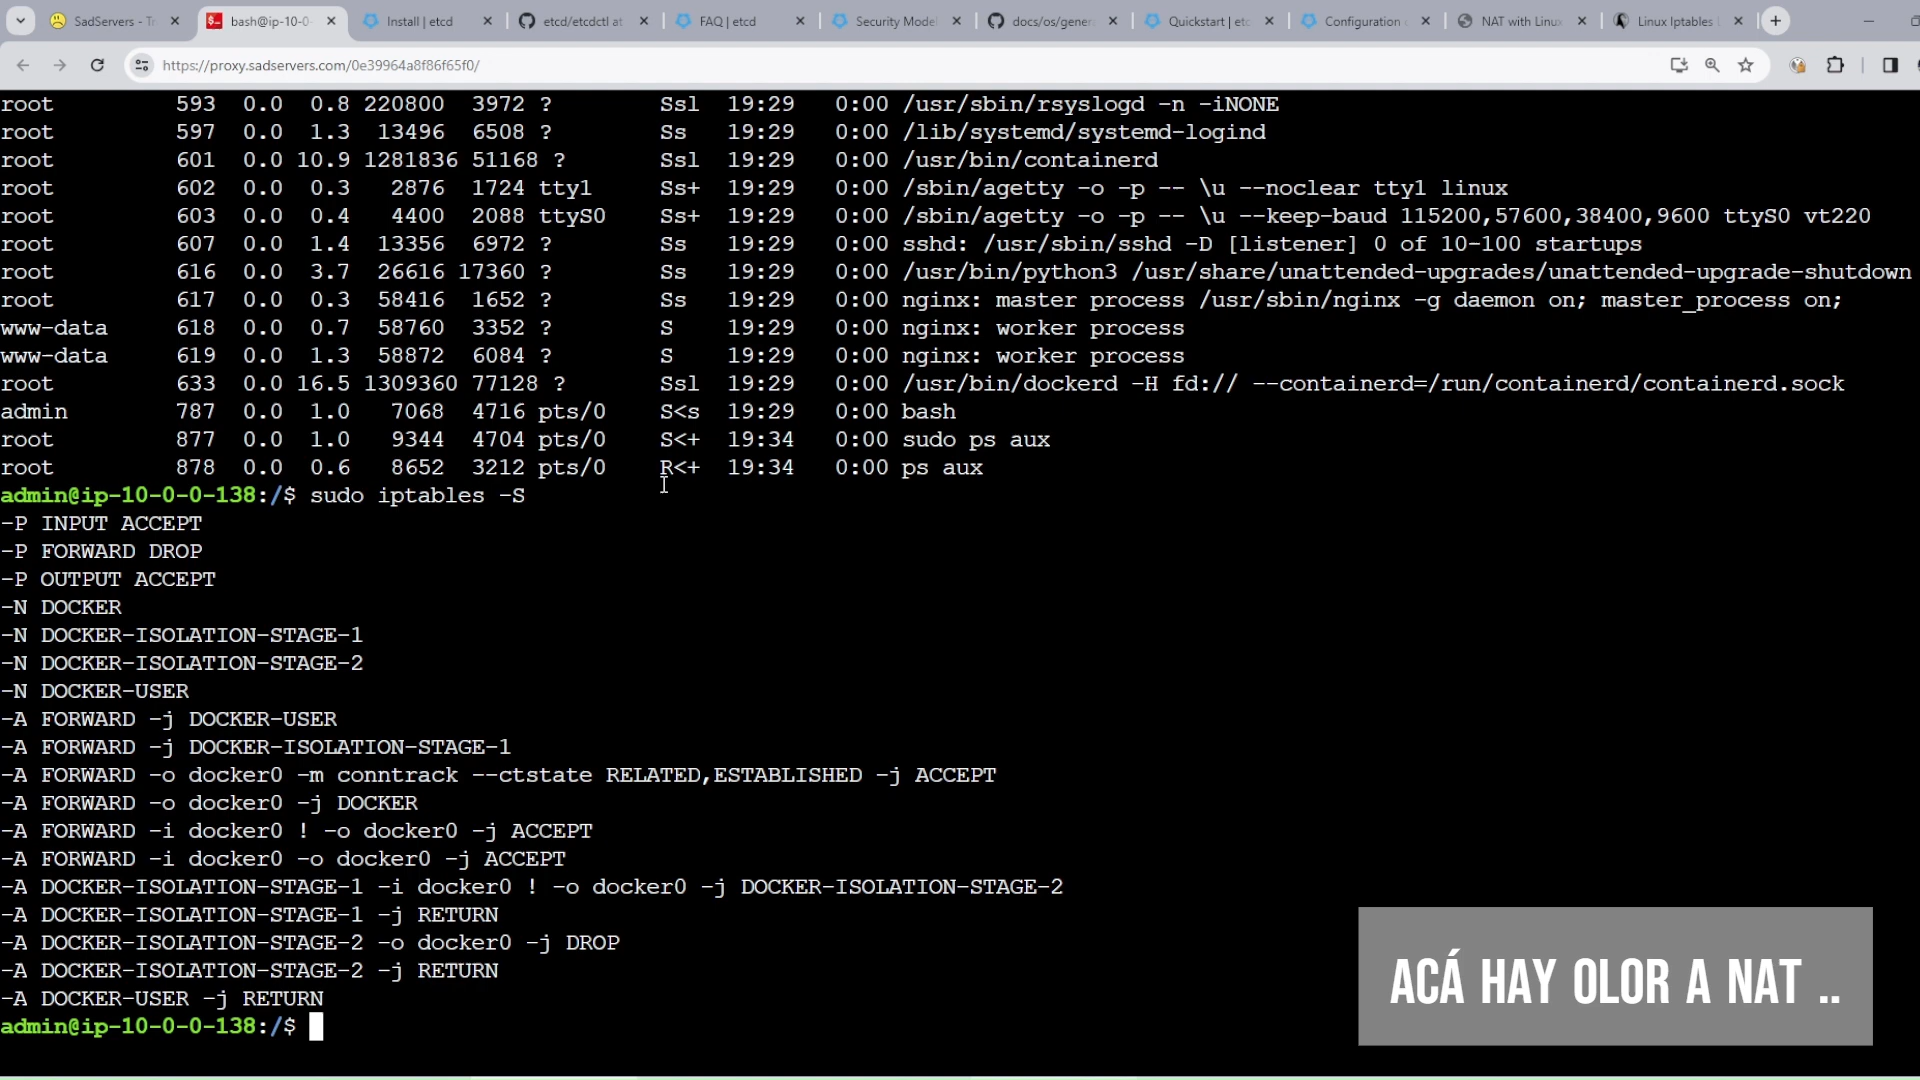 SadServers - Tr
bash@ip-10-0-
Install | etcd
etcd/etcdctl at
FAQ | etcd
Security Model
docs/os/gener
Quickstart | etc
Configuration
NAT with Linux
Linux Iptables
https://proxy.sadservers.com/0e39964a8f86f65f0/
root 593 0.0 0.8 220800 3972 ? Ssl 19:29 0:00 /usr/sbin/rsyslogd -n -iNONE
root 597 0.0 1.3 13496 6508 ? Ss 19:29 0:00 /lib/systemd/systemd-logind
root 601 0.0 10.9 1281836 51168 ? Ssl 19:29 0:00 /usr/bin/containerd
root 602 0.0 0.3 2876 1724 tty1 Ss+ 19:29 0:00 /sbin/agetty -o -p -- \u --noclear tty1 linux
root 603 0.0 0.4 4400 2088 ttyS0 Ss+ 19:29 0:00 /sbin/agetty -o -p -- \u --keep-baud 115200,57600,38400,9600 ttyS0 vt220
root 607 0.0 1.4 13356 6972 ? Ss 19:29 0:00 sshd: /usr/sbin/sshd -D [listener] 0 of 10-100 startups
root 616 0.0 3.7 26616 17360 ? Ss 19:29 0:00 /usr/bin/python3 /usr/share/unattended-upgrades/unattended-upgrade-shutdown
root 617 0.0 0.3 58416 1652 ? Ss 19:29 0:00 nginx: master process /usr/sbin/nginx -g daemon on; master_process on;
www-data 618 0.0 0.7 58760 3352 ? S 19:29 0:00 nginx: worker process
www-data 619 0.0 1.3 58872 6084 ? S 19:29 0:00 nginx: worker process
root 633 0.0 16.5 1309360 77128 ? Ssl 19:29 0:00 /usr/bin/dockerd -H fd:// --containerd=/run/containerd/containerd.sock
admin 787 0.0 1.0 7068 4716 pts/0 S<s 19:29 0:00 bash
root 877 0.0 1.0 9344 4704 pts/0 S<+ 19:34 0:00 sudo ps aux
root 878 0.0 0.6 8652 3212 pts/0 R<+ 19:34 0:00 ps aux
admin@ip-10-0-0-138:/$ sudo iptables -S
-P INPUT ACCEPT
-P FORWARD DROP
-P OUTPUT ACCEPT
-N DOCKER
-N DOCKER-ISOLATION-STAGE-1
-N DOCKER-ISOLATION-STAGE-2
-N DOCKER-USER
-A FORWARD -j DOCKER-USER
-A FORWARD -j DOCKER-ISOLATION-STAGE-1
-A FORWARD -o docker0 -m conntrack --ctstate RELATED,ESTABLISHED -j ACCEPT
-A FORWARD -o docker0 -j DOCKER
-A FORWARD -i docker0 ! -o docker0 -j ACCEPT
-A FORWARD -i docker0 -o docker0 -j ACCEPT
-A DOCKER-ISOLATION-STAGE-1 -i docker0 ! -o docker0 -j DOCKER-ISOLATION-STAGE-2
-A DOCKER-ISOLATION-STAGE-1 -j RETURN
-A DOCKER-ISOLATION-STAGE-2 -o docker0 -j DROP
-A DOCKER-ISOLATION-STAGE-2 -j RETURN
-A DOCKER-USER -j RETURN
admin@ip-10-0-0-138:/$
ACÁ HAY OLOR A NAT ..